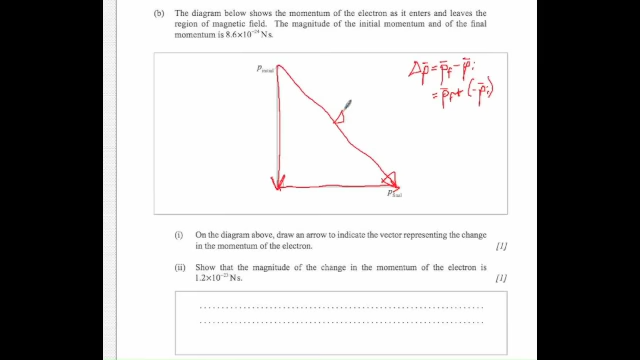 (b) The diagram below shows the momentum of the electron as it enters and leaves the
region of magnetic field. The magnitude of the initial momentum and of the final
momentum is 8.6×10⁻²⁴ Ns.
p initial
Δp̄ = p̄f − p̄i
= p̄f + (−p̄i)
p final
(i) On the diagram above, draw an arrow to indicate the vector representing the change
in the momentum of the electron. [1]
(ii) Show that the magnitude of the change in the momentum of the electron is
1.2×10⁻²³ Ns. [1]